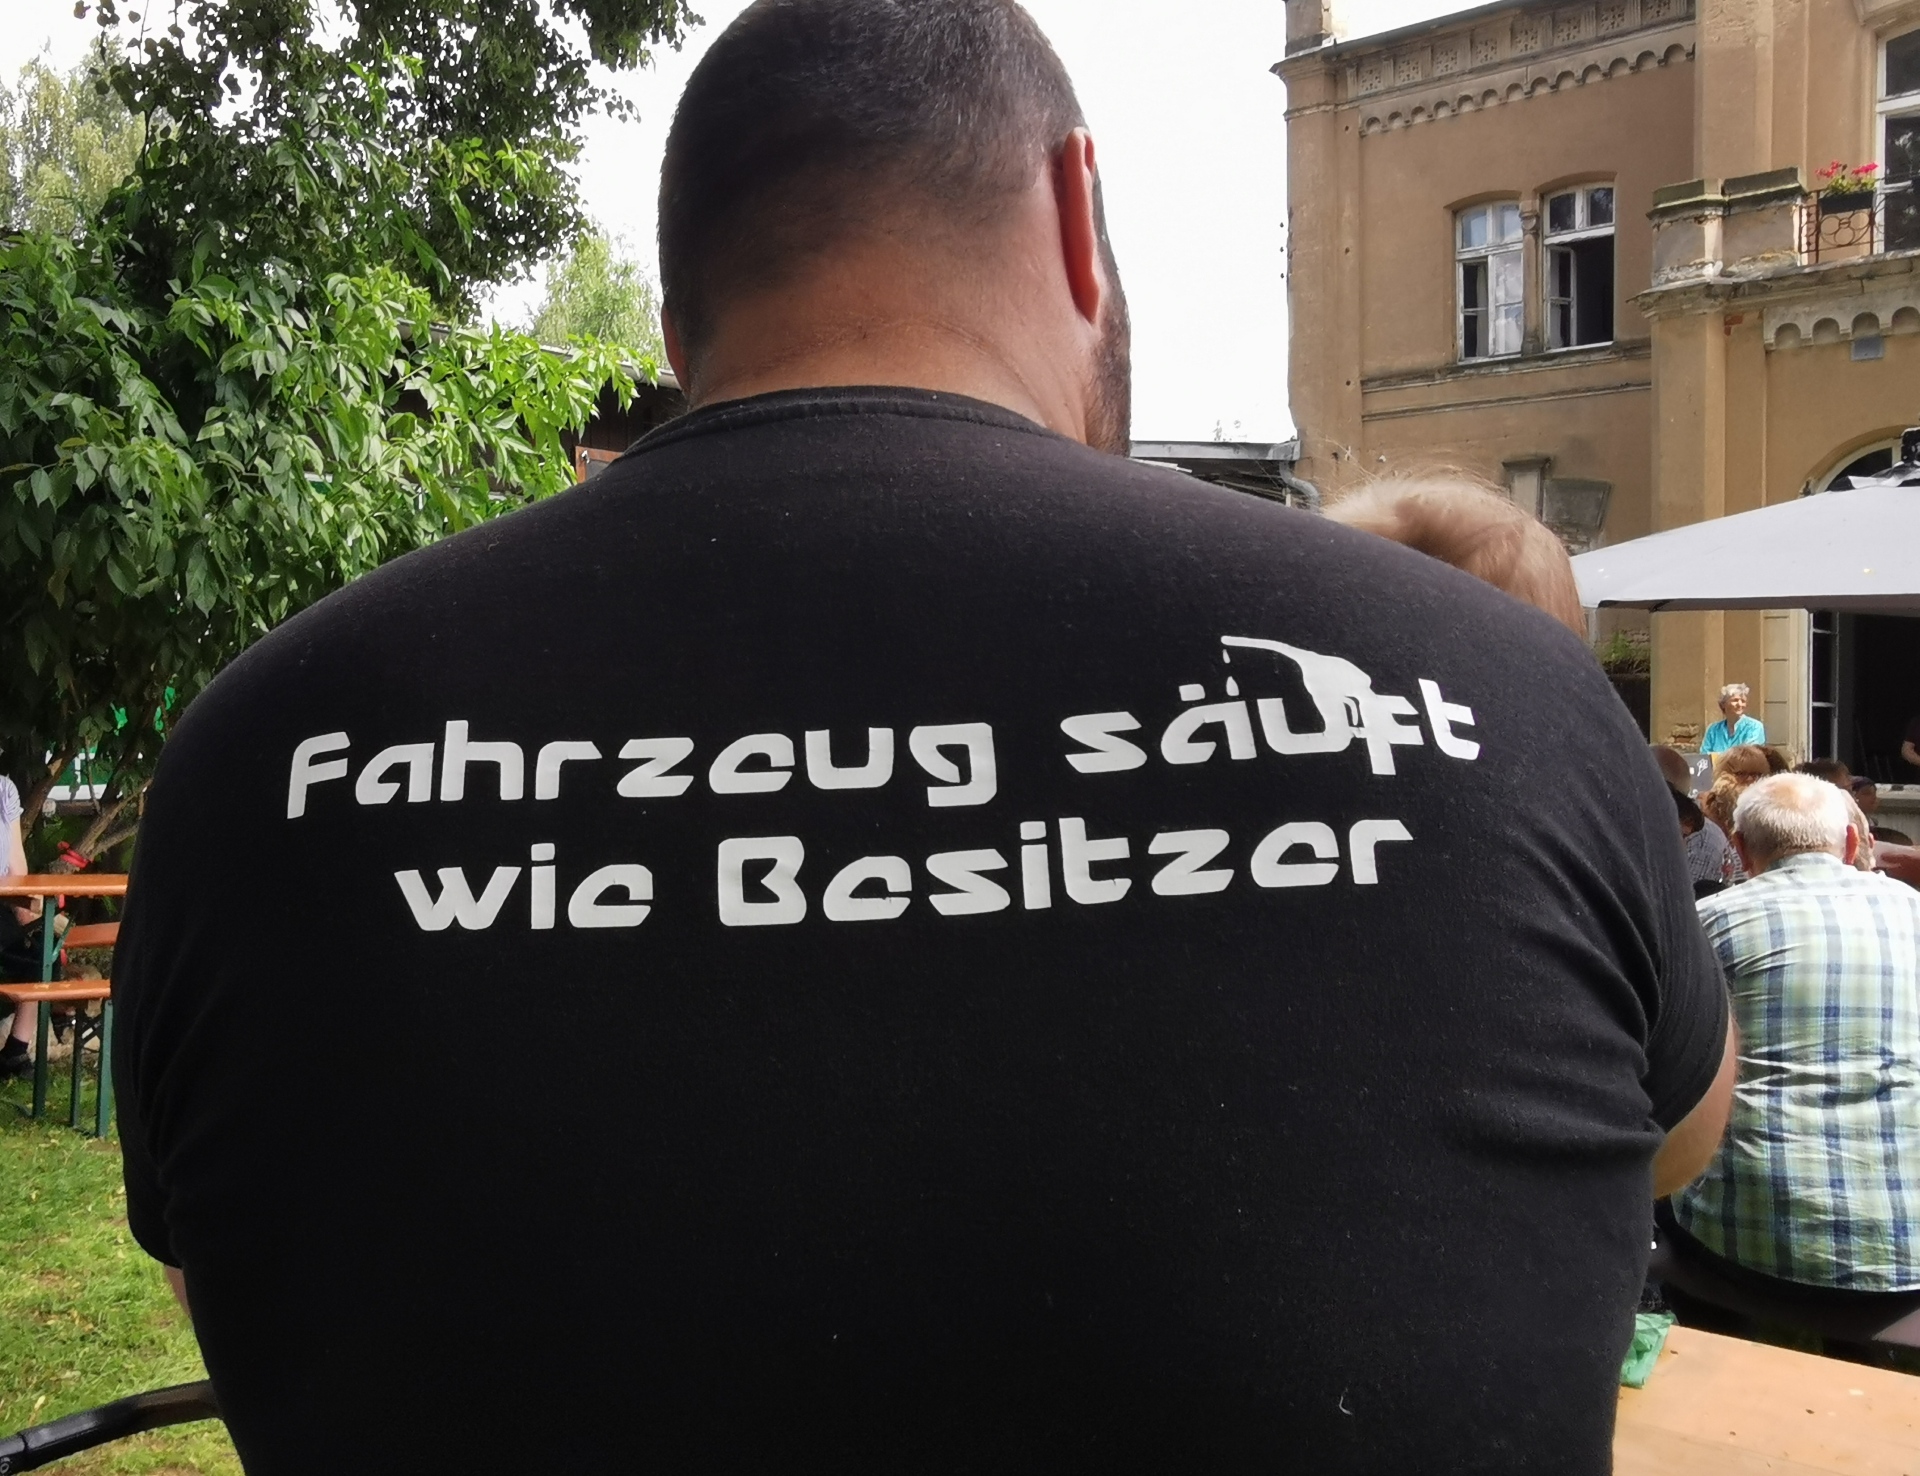 Fahrzeug säuft
wie Besitzer